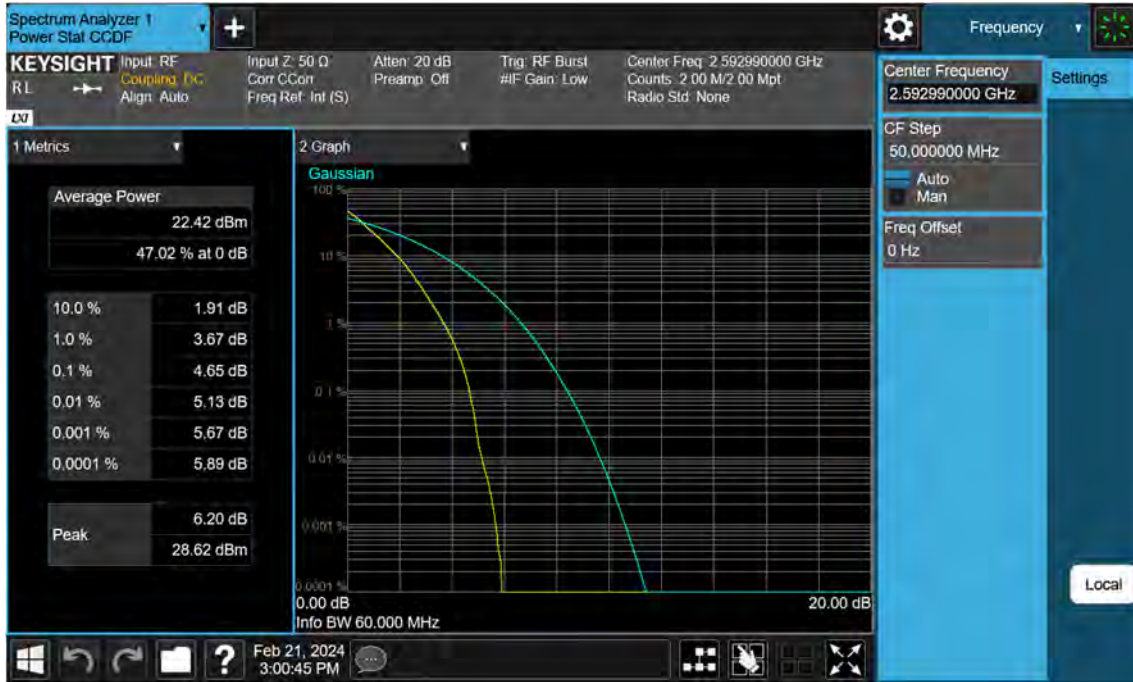 Spectrum Analyzer 1
Power Stat CCDF
+
Frequency
KEYSIGHT
RL
LXI
Input: RF
Coupling: DC
Align: Auto
Input Z: 50 Ω
Corr CCorr
Freq Ref: Int (S)
Atten: 20 dB
Preamp: Off
Trig: RF Burst
#IF Gain: Low
Center Freq: 2.592990000 GHz
Counts: 2.00 M/2.00 Mpt
Radio Std: None
Center Frequency
2.592990000 GHz
Settings
CF Step
50.000000 MHz
Auto
Man
Freq Offset
0 Hz
1 Metrics
Average Power
22.42 dBm
47.02 % at 0 dB
10.0 % 1.91 dB
1.0 % 3.67 dB
0.1 % 4.65 dB
0.01 % 5.13 dB
0.001 % 5.67 dB
0.0001 % 5.89 dB
Peak
6.20 dB
28.62 dBm
2 Graph
Gaussian
100 %
10 %
1 %
0.1 %
0.01 %
0.001 %
0.0001 %
0.00 dB 20.00 dB
Info BW 60.000 MHz
Local
?
Feb 21, 2024
3:00:45 PM